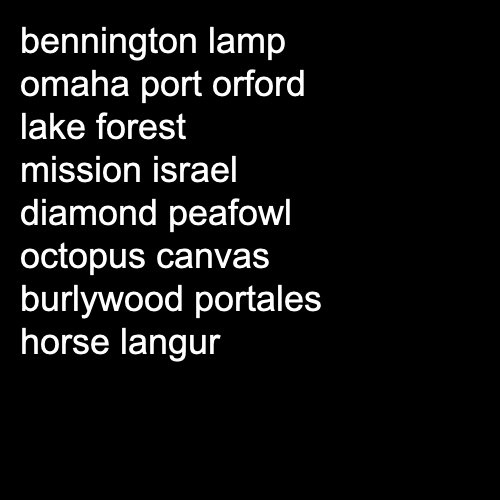 bennington lamp
omaha port orford
lake forest
mission israel
diamond peafowl
octopus canvas
burlywood portales
horse langur